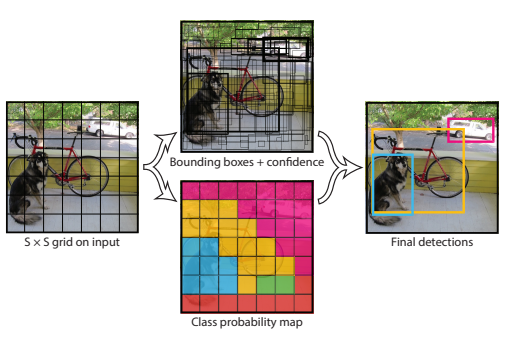 Bounding boxes + confidence
S × S grid on input
Final detections
Class probability map